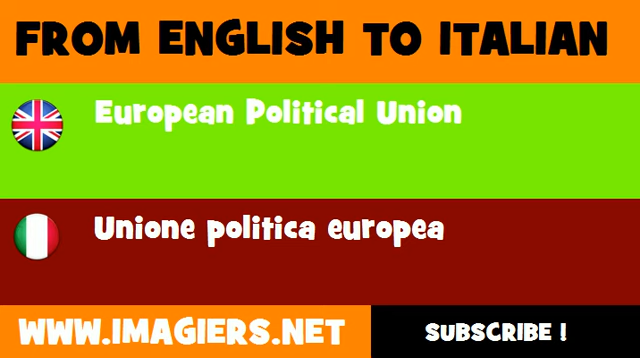 FROM ENGLISH TO ITALIAN
European Political Union
Unione politica europea
WWW.IMAGIERS.NET
SUBSCRIBE !